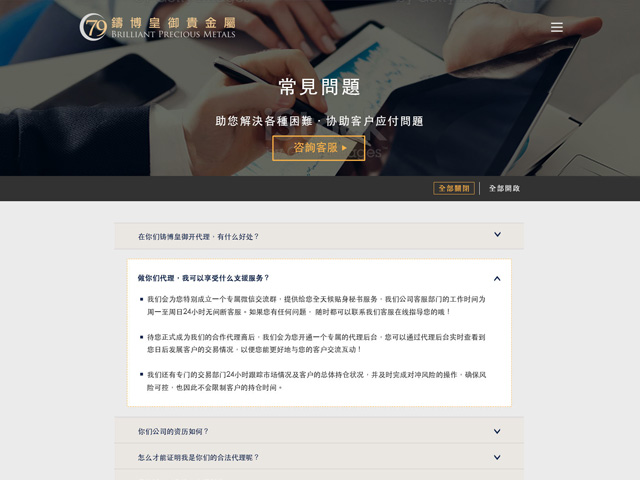 79 鑄博皇御貴金屬
BRILLIANT PRECIOUS METALS
常見問題
助您解決各種困難，協助客户应付問題
咨詢客服
全部關閉 全部開啟
在你们铸博皇御开代理，有什么好处？
做你们代理，我可以享受什么支援服务？
我们会为您特别成立一个专属微信交流群，提供给您全天候贴身秘书服务，我们公司客服部门的工作时间为
周一至周日24小时无间断客服。如果您有任何问题， 随时都可以联系我们客服在线指导您的哦！
待您正式成为我们的合作代理商后，我们会为您开通一个专属的代理后台，您可以通过代理后台实时查看到
您日后发展客户的交易情况，以便您能更好地与您的客户交流互动！
我们还有专门的交易部门24小时跟踪市场情况及客户的总体持仓状况，并及时完成对冲风险的操作，确保风
险可控，也因此不会限制客户的持仓时间。
你们公司的资历如何？
怎么才能证明我是你们的合法代理呢？